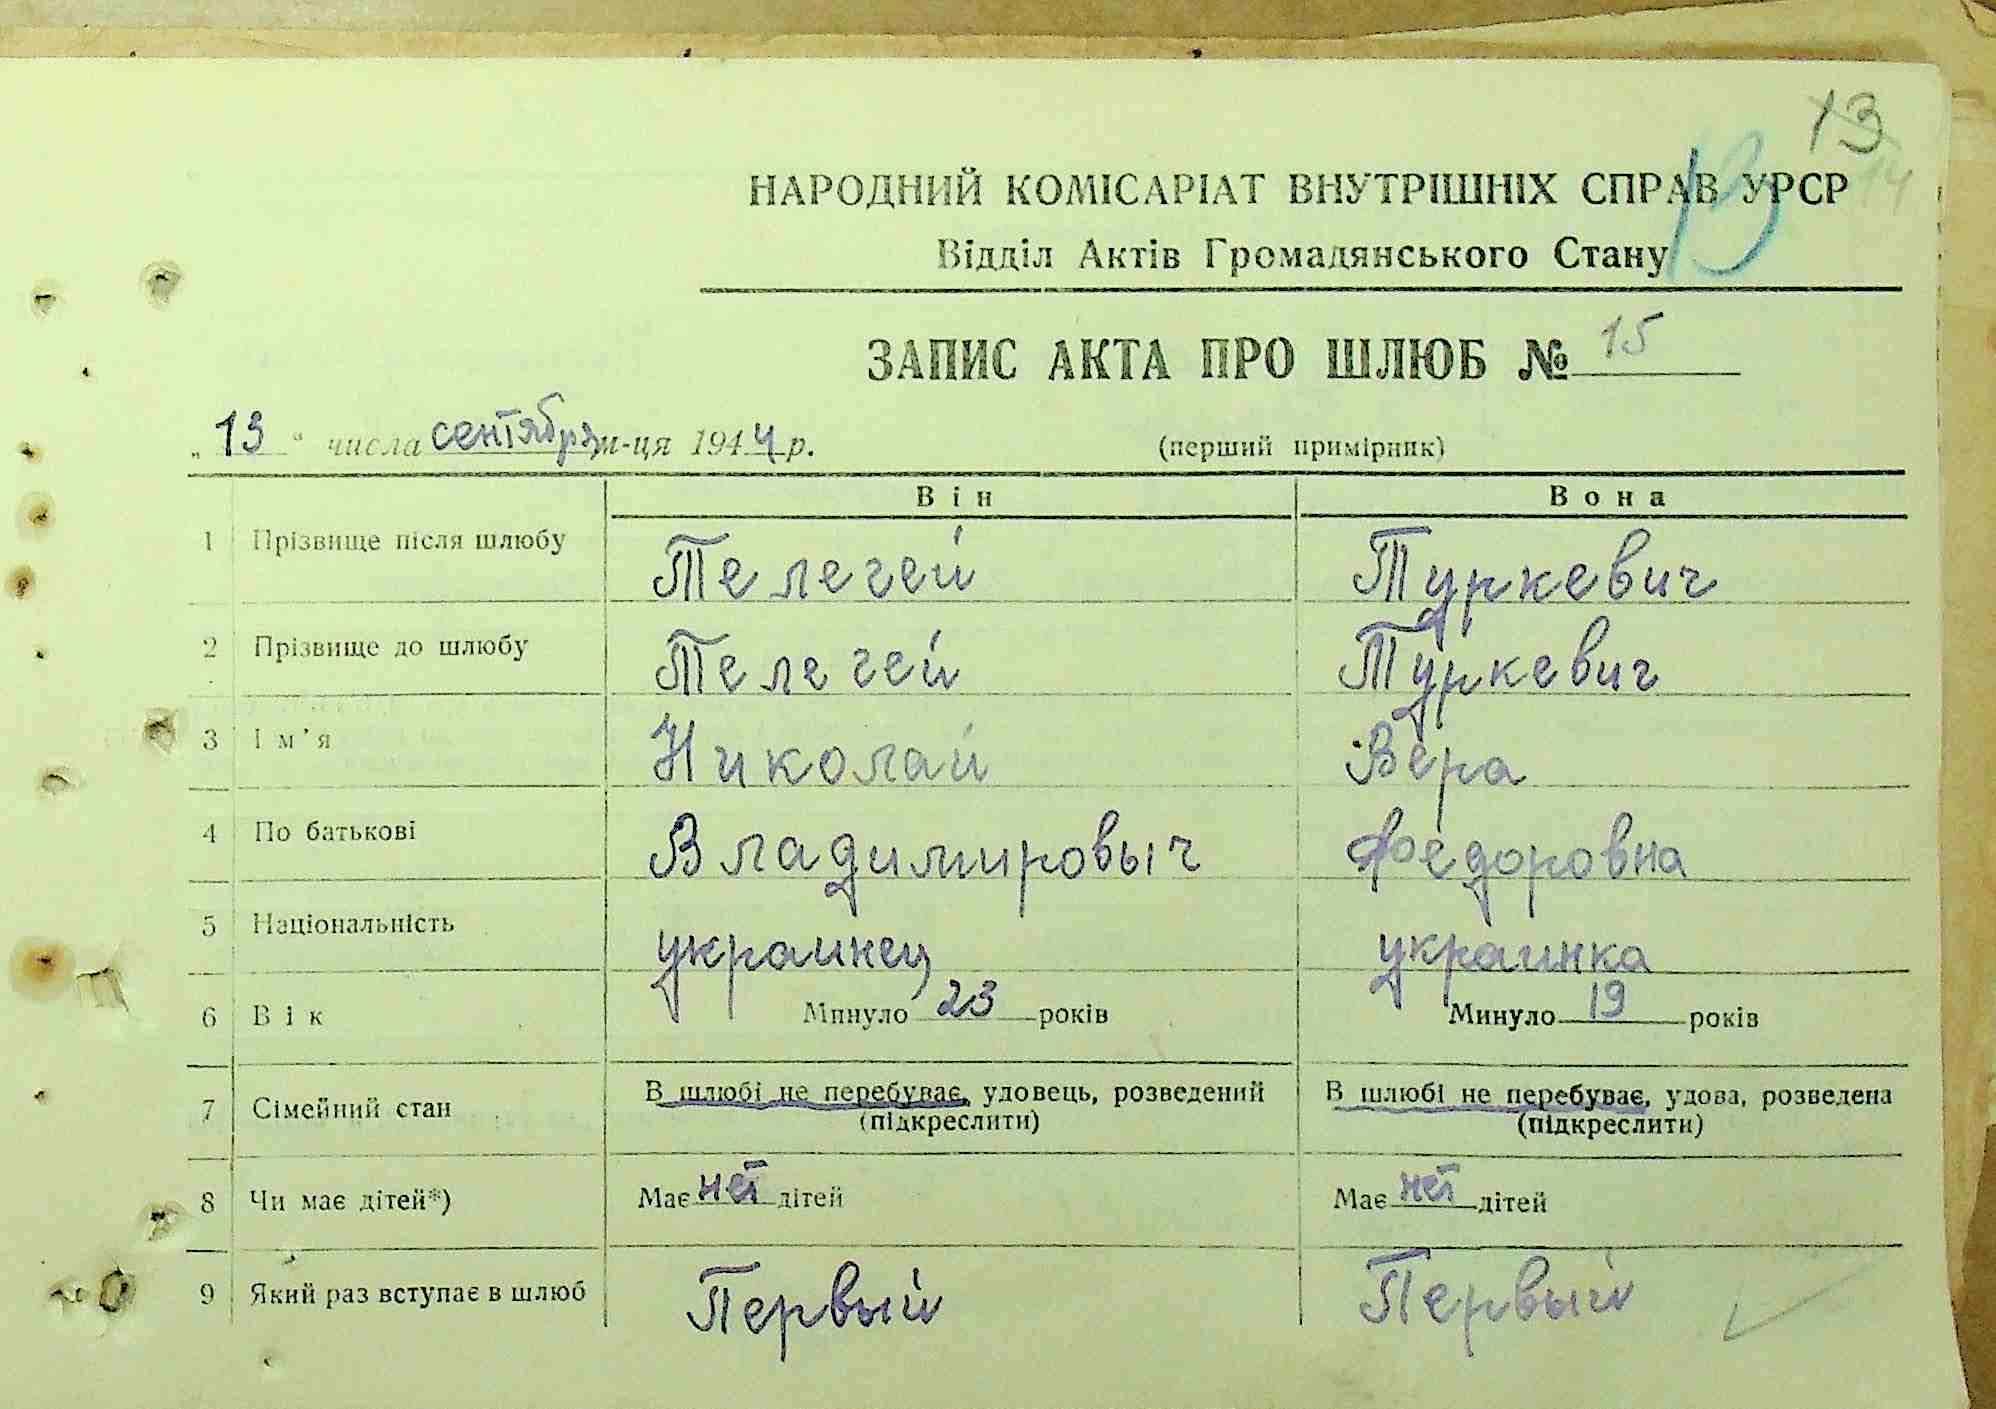 13
14
13
НАРОДНИЙ КОМІСАРІАТ ВНУТРІШНІХ СПРАВ УРСР
Відділ Актів Громадянського Стану
ЗАПИС АКТА ПРО ШЛЮБ № 15
„13“ числа сентября м-ця 1944 р. (перший примірник)
Він Вона
1 Прізвище після шлюбу Телегей Туркевич
2 Прізвище до шлюбу Телегей Туркевич
3 Ім'я Николай Вера
4 По батькові Владимировыч Федоровна
5 Національність украинец украинка
6 Вік Минуло 23 років Минуло 19 років
7 Сімейний стан В шлюбі не перебуває, удовець, розведений (підкреслити) В шлюбі не перебуває, удова, розведена (підкреслити)
8 Чи має дітей*) Має нет дітей Має нет дітей
9 Який раз вступає в шлюб Первый Первый